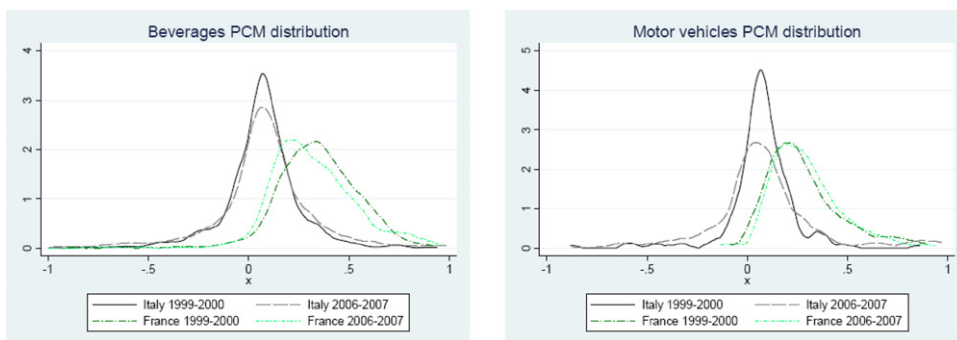 Beverages PCM distribution
4
3
2
1
0
-1
-.5
0
.5
1
x
Italy 1999-2000
Italy 2006-2007
France 1999-2000
France 2006-2007
Motor vehicles PCM distribution
5
4
3
2
1
0
-1
-.5
0
.5
1
x
Italy 1999-2000
Italy 2006-2007
France 1999-2000
France 2006-2007